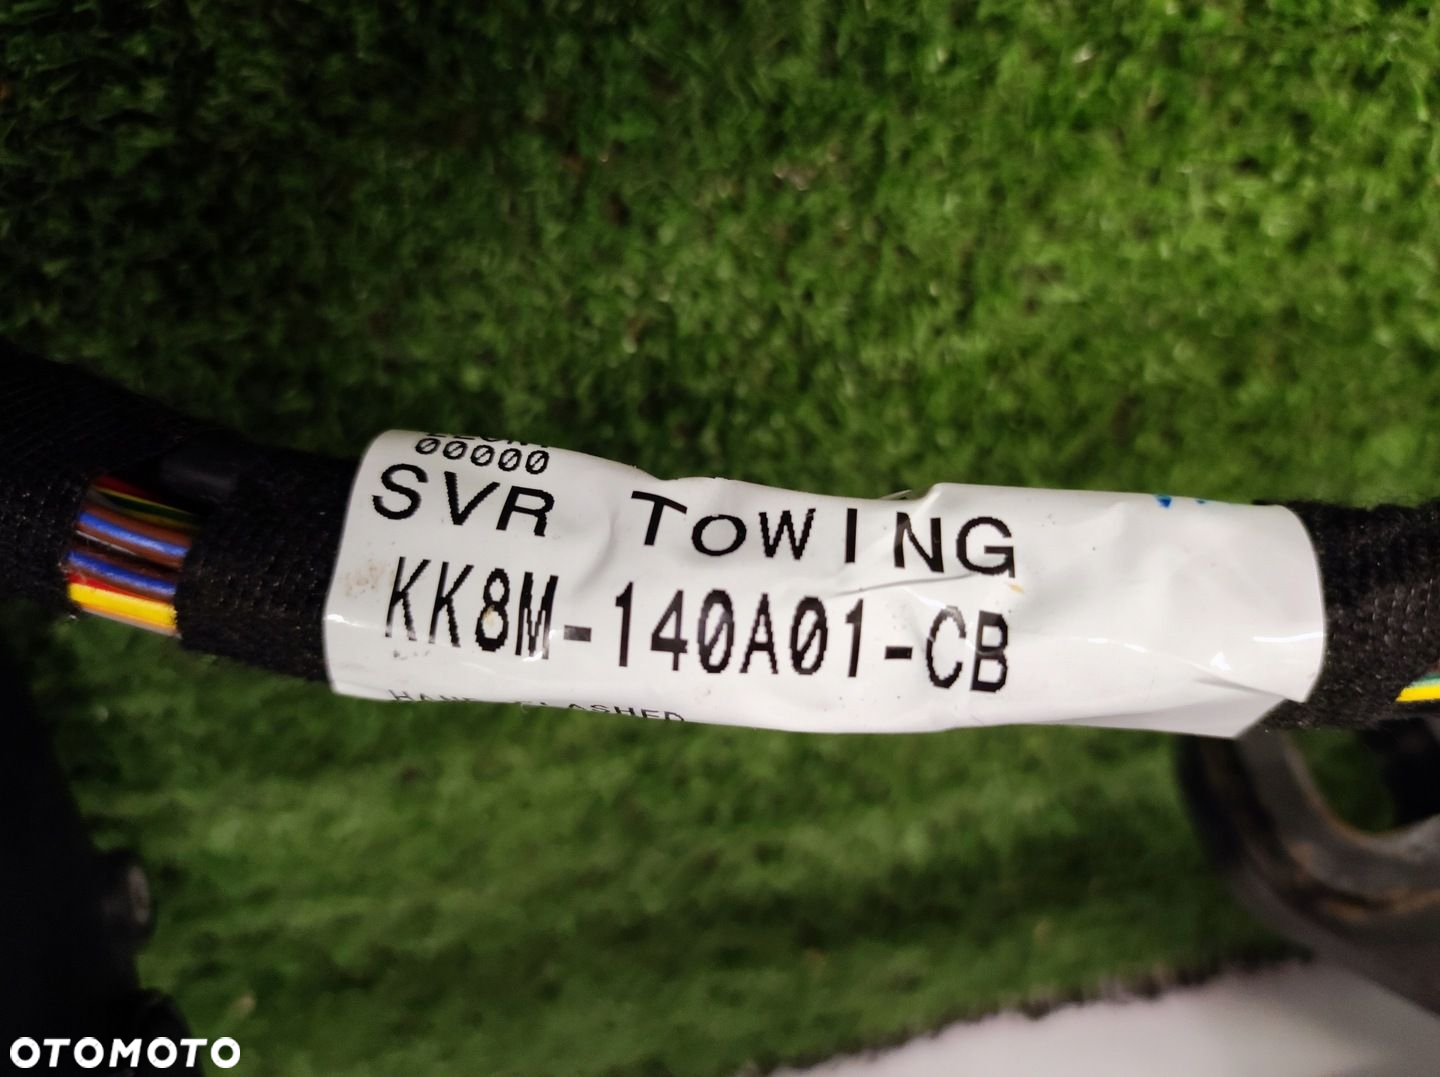 00000
SVR TOWING
KK8M-140A01-CB
OTOMOTO